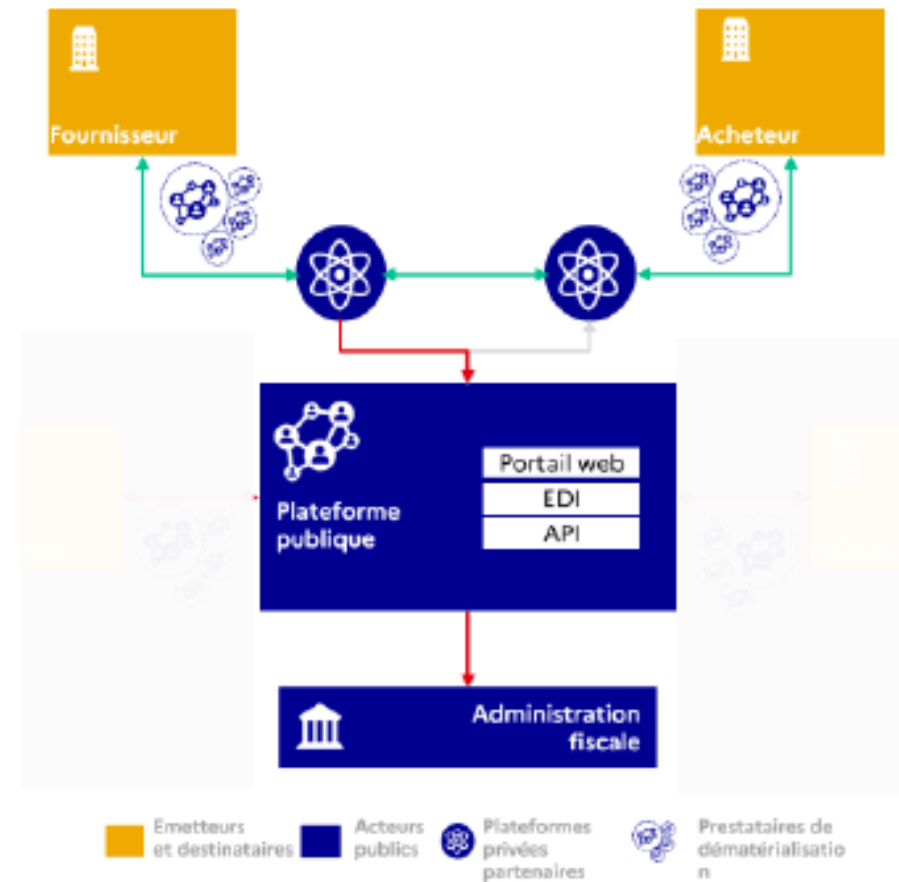 Fournisseur
Acheteur
Portail web
EDI
API
Plateforme
publique
Administration
fiscale
Emetteurs
et destinataires
Acteurs
publics
Plateformes
privées
partenaires
Prestataires de
dématérialisatio
n